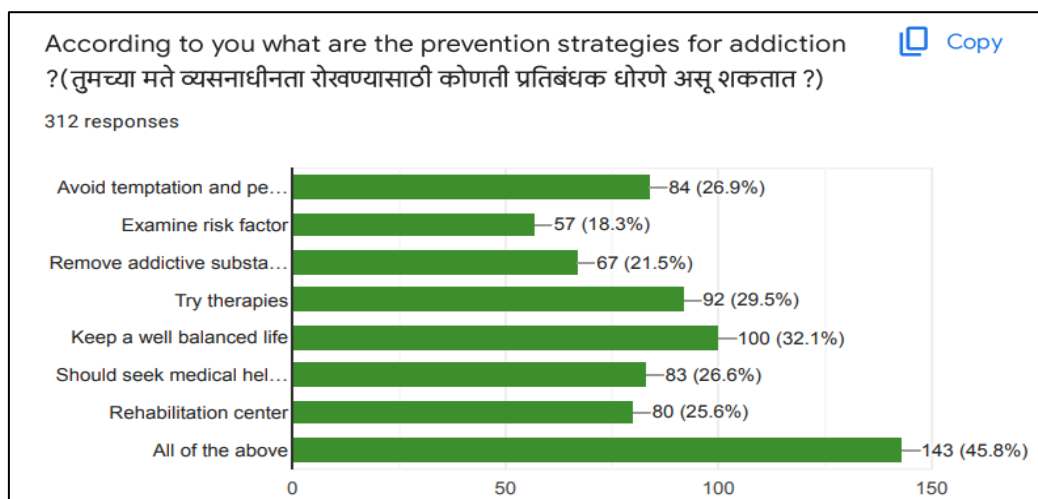 According to you what are the prevention strategies for addiction
?(तुमच्या मते व्यसनाधीनता रोखण्यासाठी कोणती प्रतिबंधक धोरणे असू शकतात ?)
Copy
312 responses
Avoid temptation and pe… 84 (26.9%)
Examine risk factor 57 (18.3%)
Remove addictive substa… 67 (21.5%)
Try therapies 92 (29.5%)
Keep a well balanced life 100 (32.1%)
Should seek medical hel… 83 (26.6%)
Rehabilitation center 80 (25.6%)
All of the above 143 (45.8%)
0 50 100 150